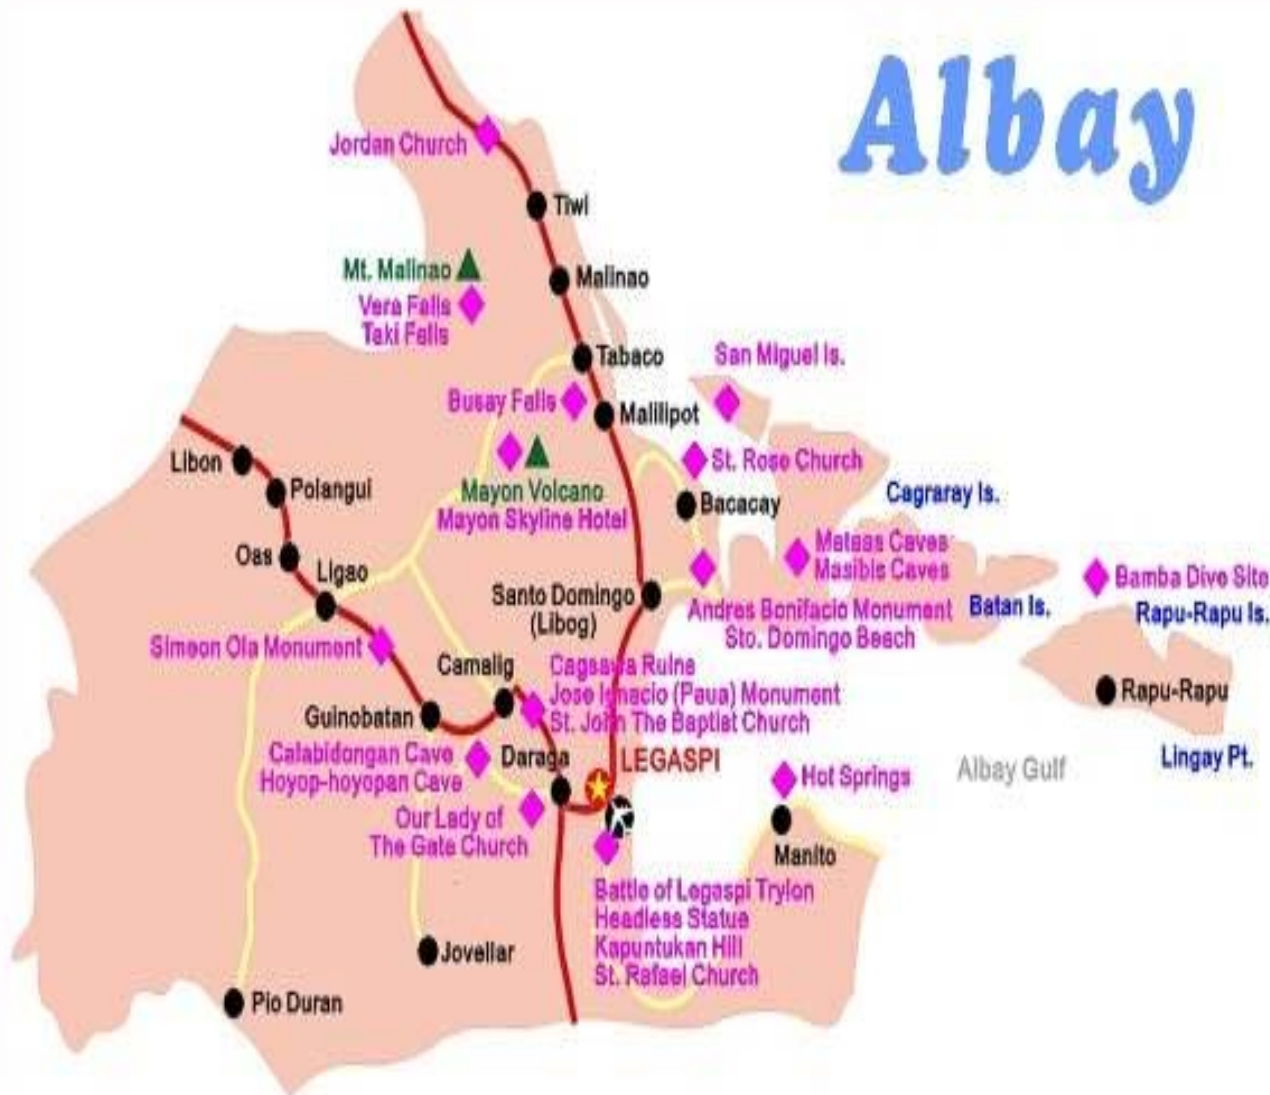 Albay
Jordan Church
Tiwi
Mt. Malinao
Malinao
Vera Falls
Taki Falls
Tabaco
San Miguel Is.
Busay Falls
Malilipot
Libon
St. Rose Church
Polangui
Mayon Volcano
Mayon Skyline Hotel
Bacacay
Cagraray Is.
Oas
Ligao
Mataas Caves
Masibis Caves
Bamba Dive Site
Santo Domingo
(Libog)
Andres Bonifacio Monument
Sto. Domingo Beach
Batan Is.
Rapu-Rapu Is.
Simeon Ola Monument
Camalig
Cagsawa Ruins
Jose Ignacio (Paua) Monument
St. John The Baptist Church
Rapu-Rapu
Guinobatan
Calabidongan Cave
Hoyop-hoyopan Cave
Daraga
LEGASPI
Hot Springs
Albay Gulf
Lingay Pt.
Our Lady of
The Gate Church
Manito
Battle of Legaspi Trylon
Headless Statue
Kapuntukan Hill
St. Rafael Church
Jovellar
Pio Duran